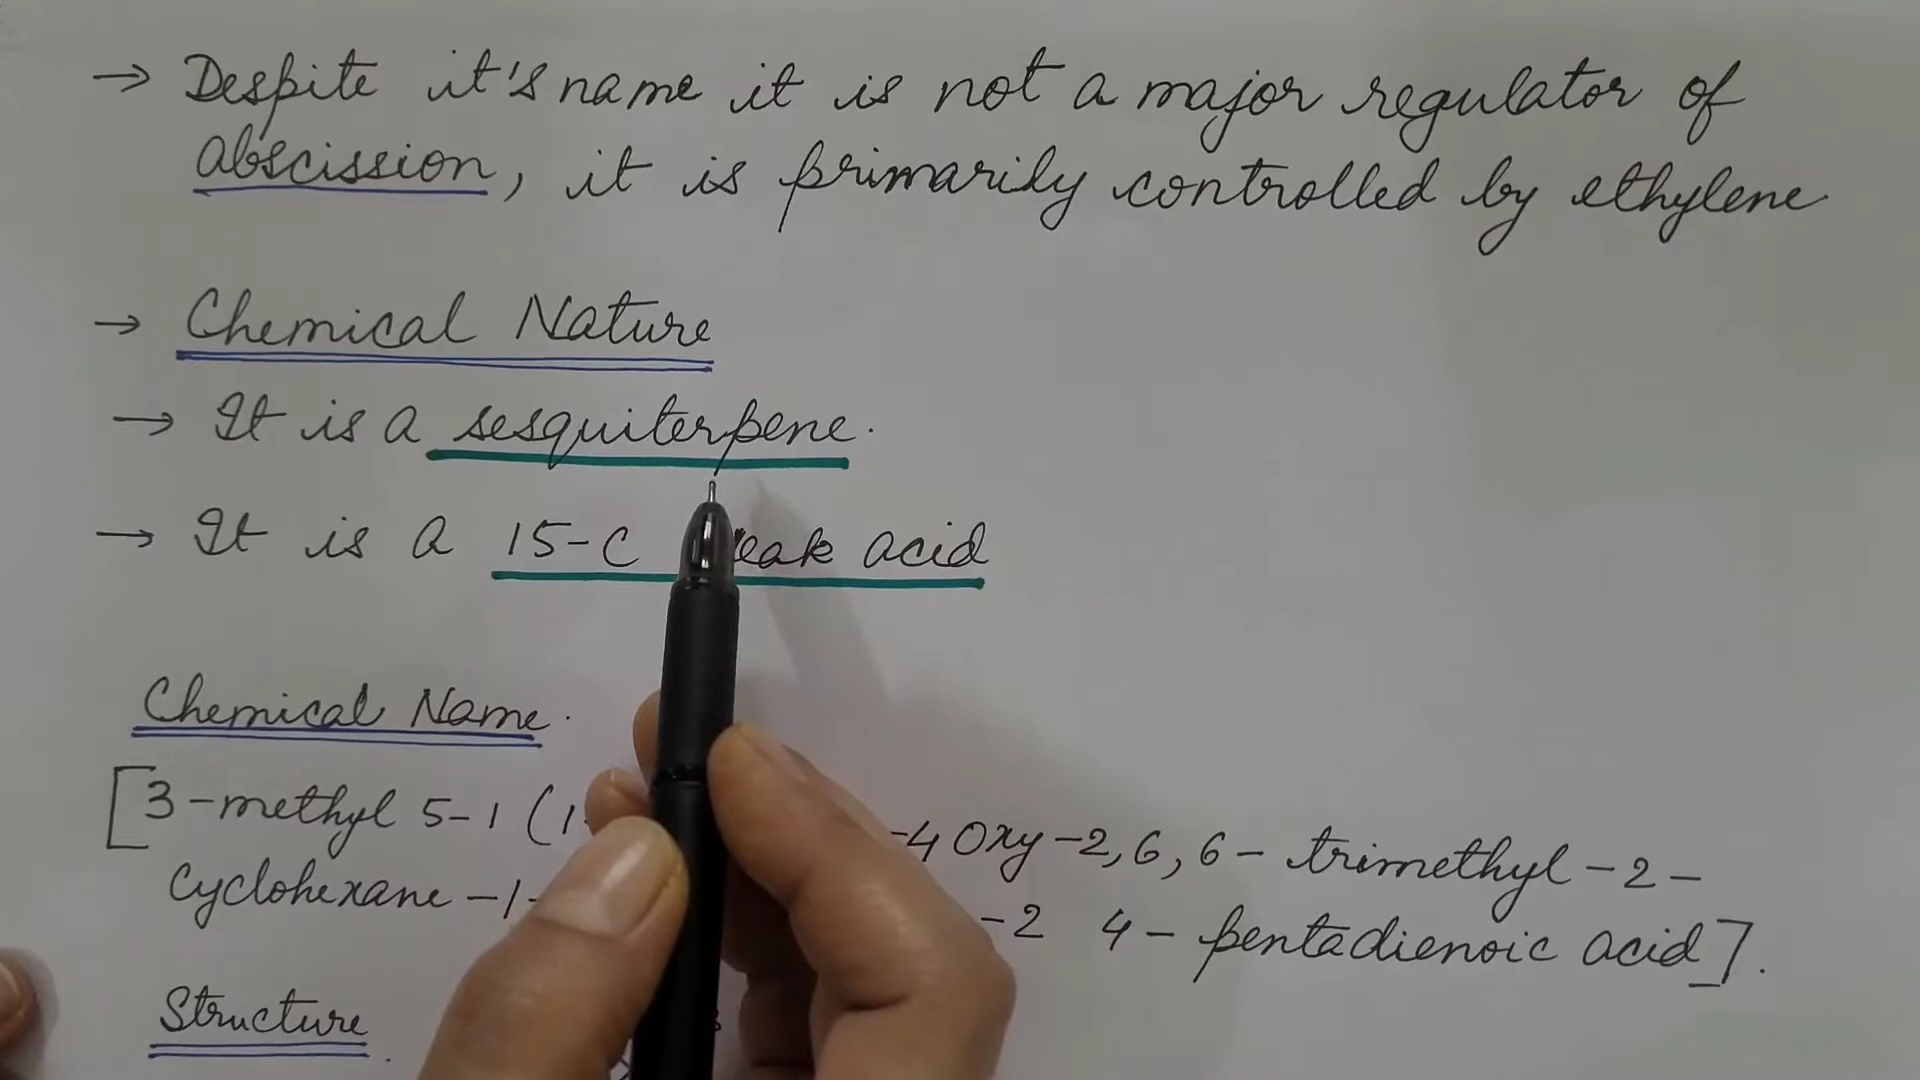 → Despite it's name it is not a major regulator of
abscission, it is primarily controlled by ethylene
→ Chemical Nature
→ It is a sesquiterpene.
→ It is a 15-C weak acid
Chemical Name.
[3-methyl 5-1 (1- -4 Oxy -2, 6, 6 - trimethyl -2-
cyclohexane -1- -2 4 - pentadienoic acid].
Structure.